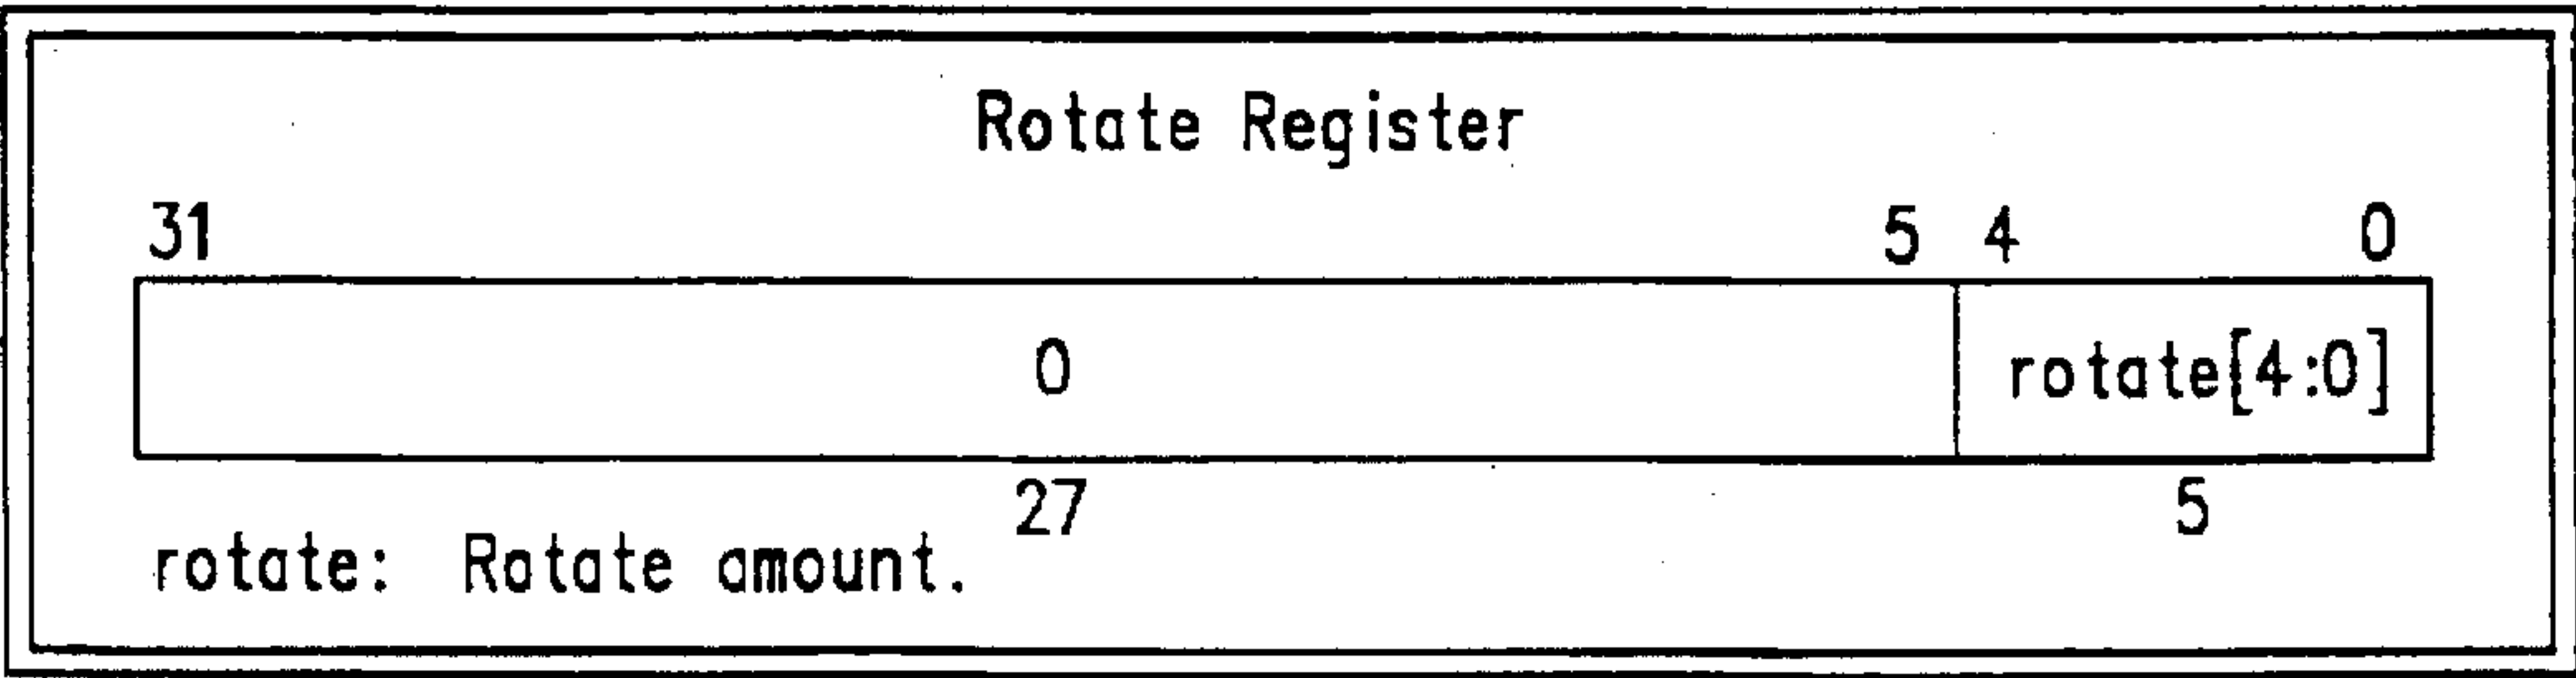 Rotate Register
31 5 4 0
0 rotate[4:0]
27 5
rotate: Rotate amount.